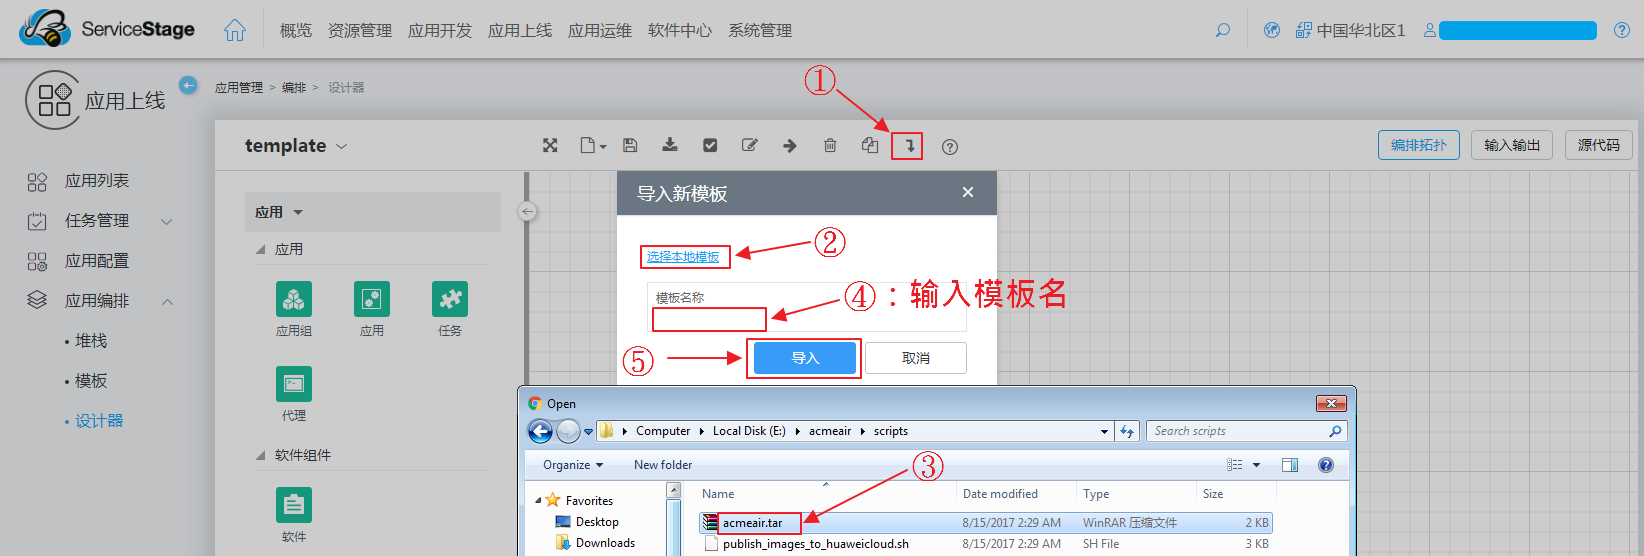 ServiceStage 概览 资源管理 应用开发 应用上线 应用运维 软件中心 系统管理 中国华北区1
应用上线
应用管理 > 编排 > 设计器
①
template
编排拓扑 输入输出 源代码
应用列表
任务管理
应用配置
应用编排
堆栈
模板
设计器
应用
应用
应用组 应用 任务
代理
软件组件
软件
导入新模板
选择本地模板
②
模板名称
④：输入模板名
⑤
导入 取消
Open
Computer Local Disk (E:) acmeair scripts Search scripts
Organize New folder
③
Name Date modified Type Size
Favorites
Desktop
Downloads
acmeair.tar 8/15/2017 2:29 AM WinRAR 压缩文件 2 KB
publish_images_to_huaweicloud.sh 8/15/2017 2:29 AM SH File 3 KB